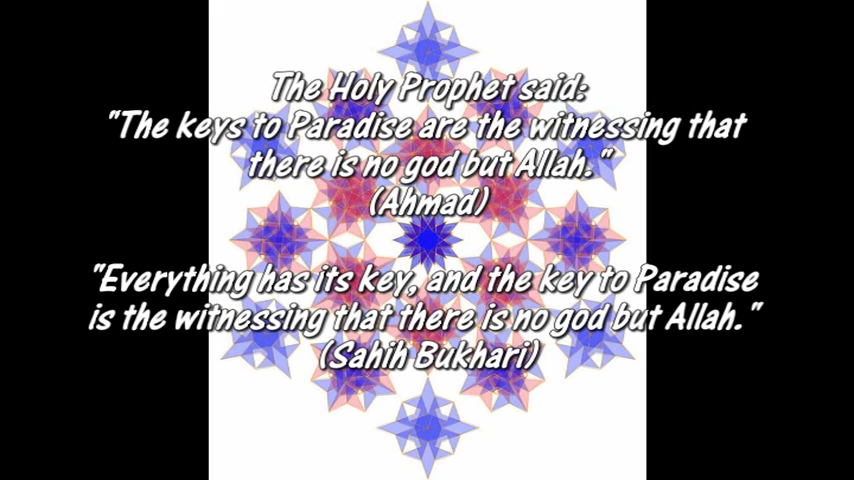 The Holy Prophet said:
"The keys to Paradise are the witnessing that
there is no god but Allah."
(Ahmad)
"Everything has its key, and the key to Paradise
is the witnessing that there is no god but Allah."
(Sahih Bukhari)